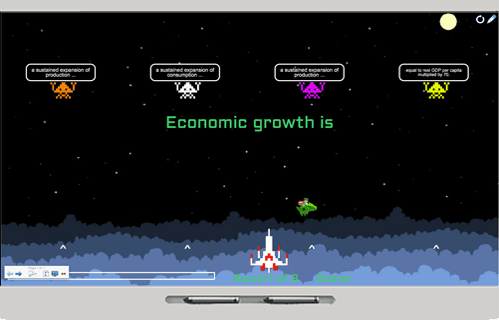 a sustained expansion of
production ...
a sustained expansion of
consumption ...
a sustained expansion of
production ...
equal to real GDP per capita
multiplied by 70.
Economic growth is